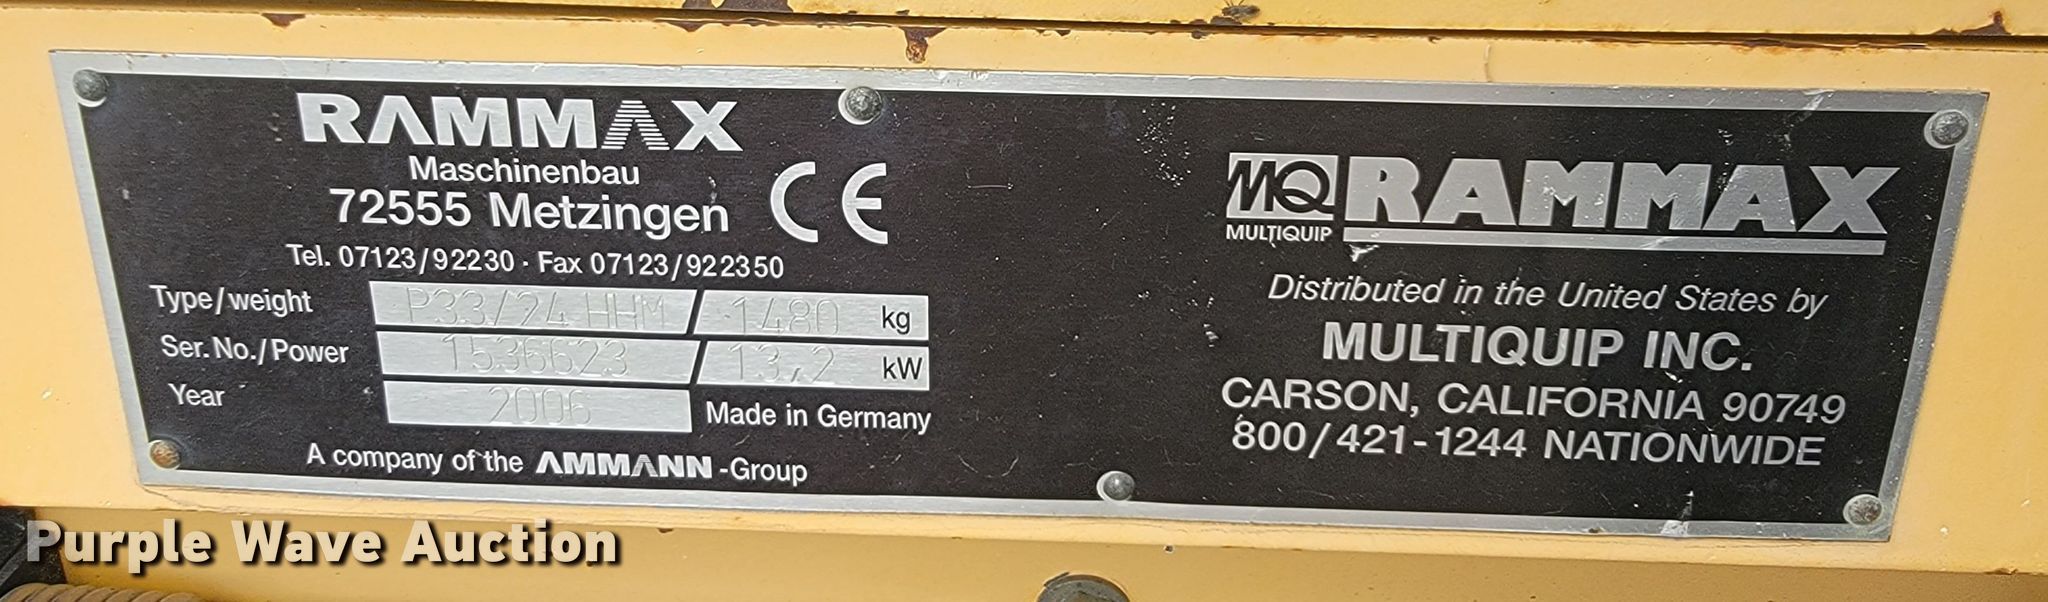 RAMMAX
Maschinenbau
72555 Metzingen
CE
Tel. 07123/92230 · Fax 07123/922350
Type/weight P33/24 HHM / 1480 kg
Ser. No./Power 1536623 / 13,2 kW
Year 2006 Made in Germany
A company of the AMMANN-Group
MQ RAMMAX
MULTIQUIP
Distributed in the United States by
MULTIQUIP INC.
CARSON, CALIFORNIA 90749
800/421-1244 NATIONWIDE
Purple Wave Auction